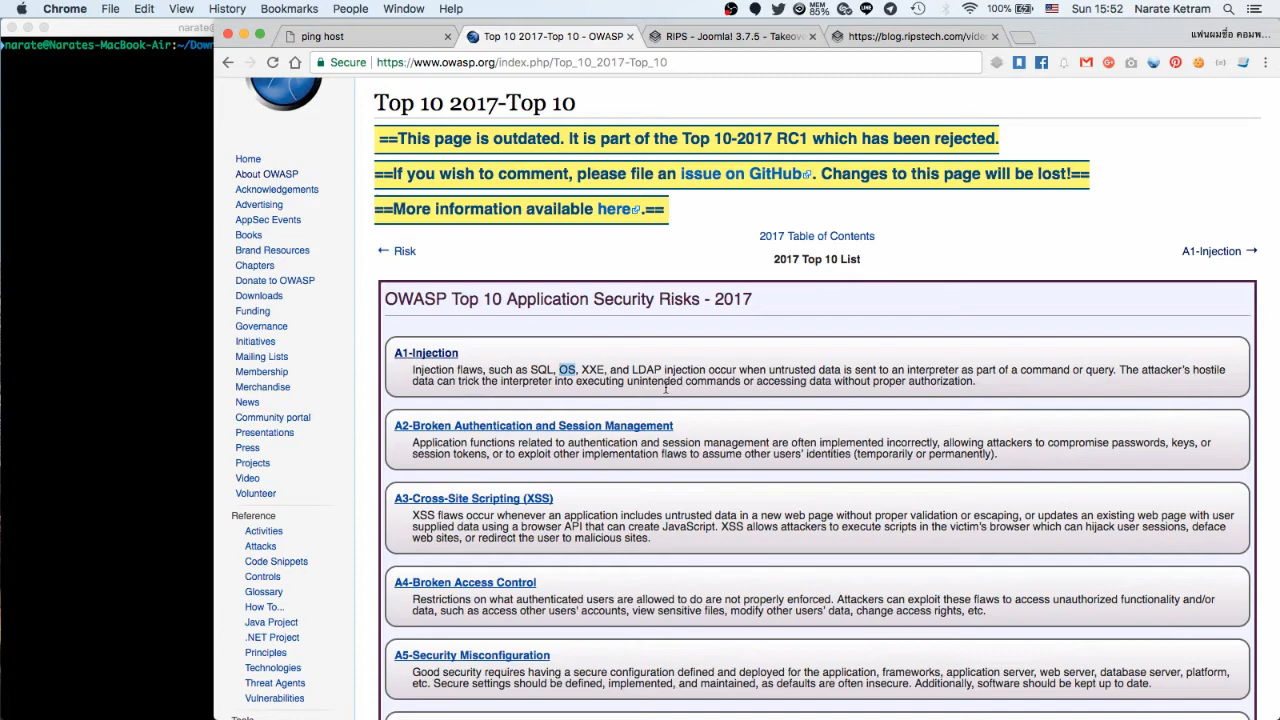 Chrome File Edit View History Bookmarks People Window Help
MEM 85% 100% Sun 15:52 Narate Ketram
narate@
narate@Narates-MacBook-Air:~/Down
ping host
Top 10 2017-Top 10 - OWASP
RIPS - Joomla! 3.7.5 - Takeove
https://blog.ripstech.com/vide
แฟนผมชื่อ คอมพ...
Secure https://www.owasp.org/index.php/Top_10_2017-Top_10
Home
About OWASP
Acknowledgements
Advertising
AppSec Events
Books
Brand Resources
Chapters
Donate to OWASP
Downloads
Funding
Governance
Initiatives
Mailing Lists
Membership
Merchandise
News
Community portal
Presentations
Press
Projects
Video
Volunteer
Reference
Activities
Attacks
Code Snippets
Controls
Glossary
How To...
Java Project
.NET Project
Principles
Technologies
Threat Agents
Vulnerabilities
Tools
Top 10 2017-Top 10
==This page is outdated. It is part of the Top 10-2017 RC1 which has been rejected.
==If you wish to comment, please file an issue on GitHub. Changes to this page will be lost!==
==More information available here.==
← Risk
2017 Table of Contents
2017 Top 10 List
A1-Injection →
OWASP Top 10 Application Security Risks - 2017
A1-Injection
Injection flaws, such as SQL, OS, XXE, and LDAP injection occur when untrusted data is sent to an interpreter as part of a command or query. The attacker's hostile
data can trick the interpreter into executing unintended commands or accessing data without proper authorization.
A2-Broken Authentication and Session Management
Application functions related to authentication and session management are often implemented incorrectly, allowing attackers to compromise passwords, keys, or
session tokens, or to exploit other implementation flaws to assume other users' identities (temporarily or permanently).
A3-Cross-Site Scripting (XSS)
XSS flaws occur whenever an application includes untrusted data in a new web page without proper validation or escaping, or updates an existing web page with user
supplied data using a browser API that can create JavaScript. XSS allows attackers to execute scripts in the victim's browser which can hijack user sessions, deface
web sites, or redirect the user to malicious sites.
A4-Broken Access Control
Restrictions on what authenticated users are allowed to do are not properly enforced. Attackers can exploit these flaws to access unauthorized functionality and/or
data, such as access other users' accounts, view sensitive files, modify other users' data, change access rights, etc.
A5-Security Misconfiguration
Good security requires having a secure configuration defined and deployed for the application, frameworks, application server, web server, database server, platform,
etc. Secure settings should be defined, implemented, and maintained, as defaults are often insecure. Additionally, software should be kept up to date.